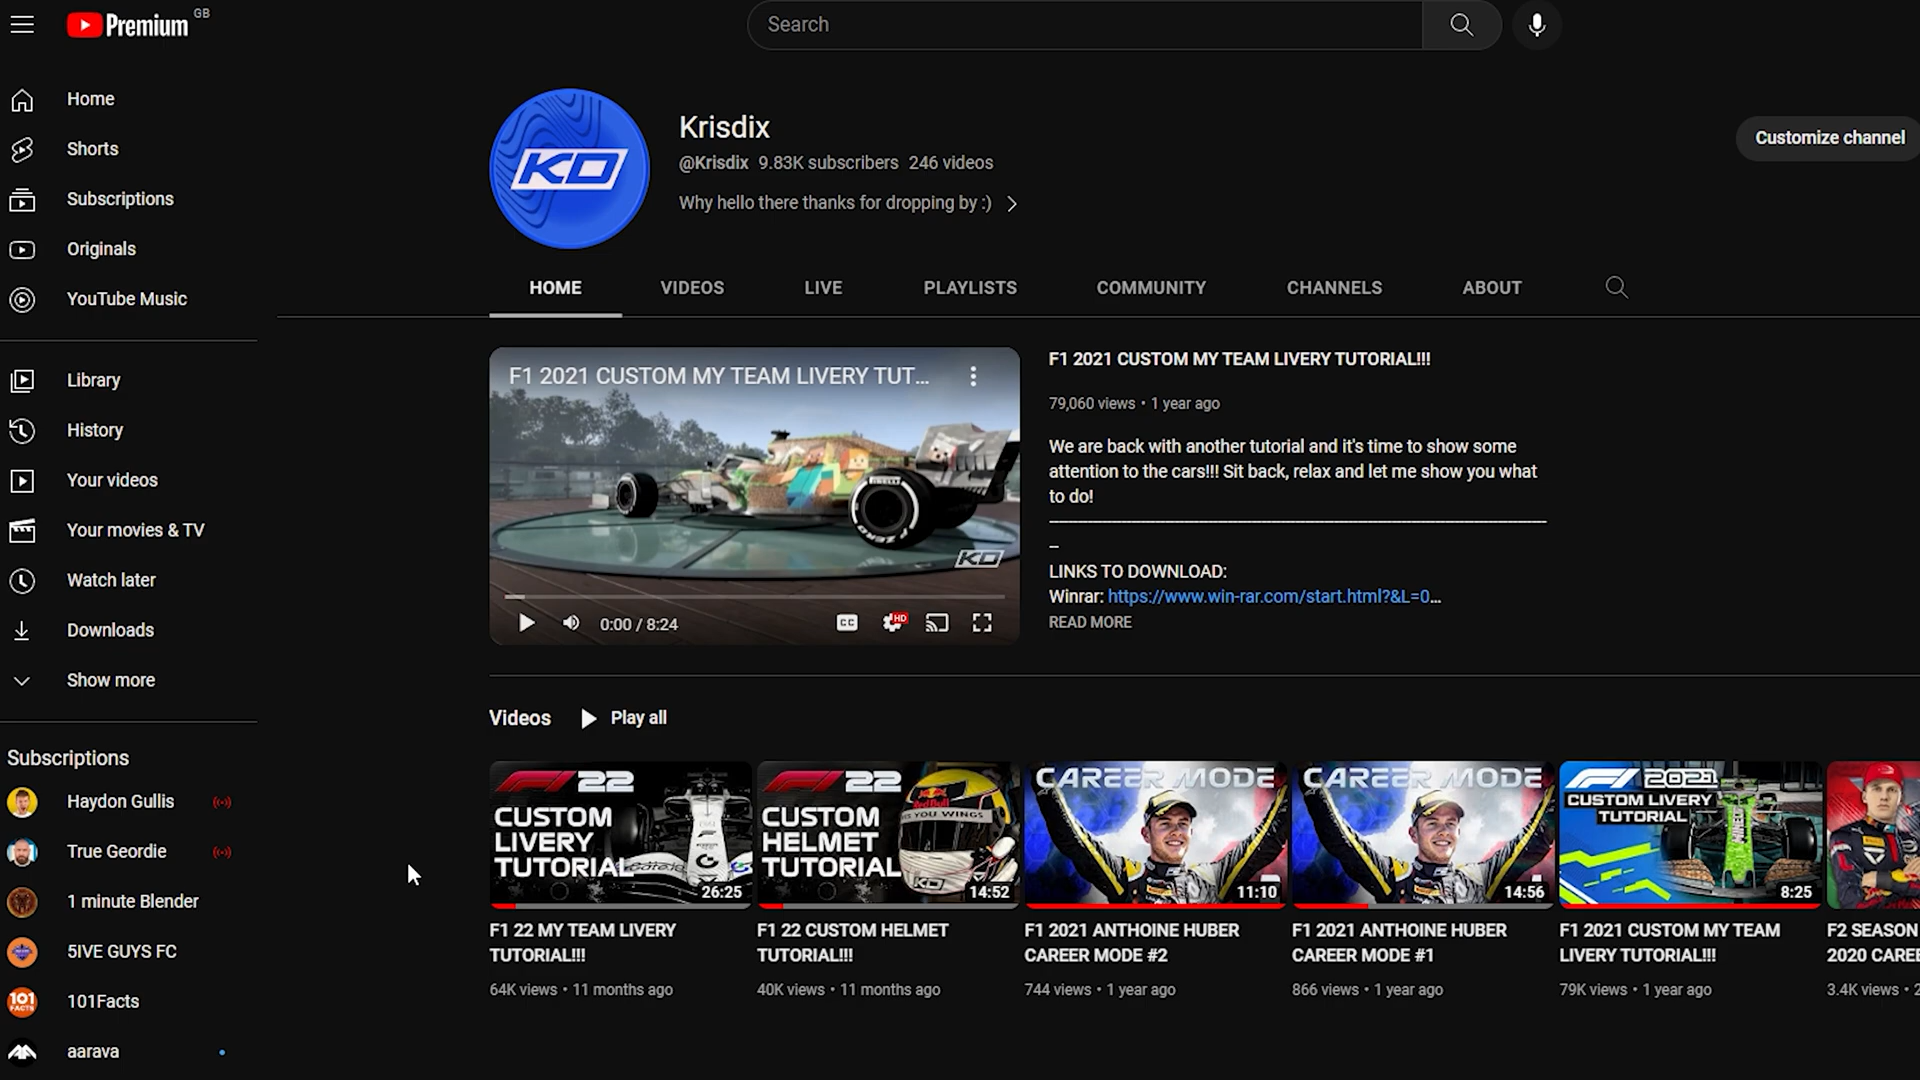 Premium GB
Search
Home
Shorts
Subscriptions
Originals
YouTube Music
Library
History
Your videos
Your movies & TV
Watch later
Downloads
Show more
Subscriptions
Haydon Gullis
True Geordie
1 minute Blender
5IVE GUYS FC
101Facts
aarava
KD
Krisdix
@Krisdix 9.83K subscribers 246 videos
Why hello there thanks for dropping by :)
Customize channel
HOME VIDEOS LIVE PLAYLISTS COMMUNITY CHANNELS ABOUT
F1 2021 CUSTOM MY TEAM LIVERY TUT...
KD
0:00 / 8:24
CC HD
F1 2021 CUSTOM MY TEAM LIVERY TUTORIAL!!!
79,060 views • 1 year ago
We are back with another tutorial and it's time to show some
attention to the cars!!! Sit back, relax and let me show you what
to do!
LINKS TO DOWNLOAD:
Winrar: https://www.win-rar.com/start.html?&L=0...
READ MORE
Videos Play all
F1 22
CUSTOM
LIVERY
TUTORIAL
26:25
F1 22 MY TEAM LIVERY
TUTORIAL!!!
64K views • 11 months ago
F1 22
CUSTOM
HELMET
TUTORIAL
Red Bull
KD
14:52
F1 22 CUSTOM HELMET
TUTORIAL!!!
40K views • 11 months ago
CAREER MODE
11:10
F1 2021 ANTHOINE HUBER
CAREER MODE #2
744 views • 1 year ago
CAREER MODE
14:56
F1 2021 ANTHOINE HUBER
CAREER MODE #1
866 views • 1 year ago
F1 2021
CUSTOM LIVERY
TUTORIAL
8:25
F1 2021 CUSTOM MY TEAM
LIVERY TUTORIAL!!!
79K views • 1 year ago
F2 SEASON
2020 CAREE
3.4K views • 2